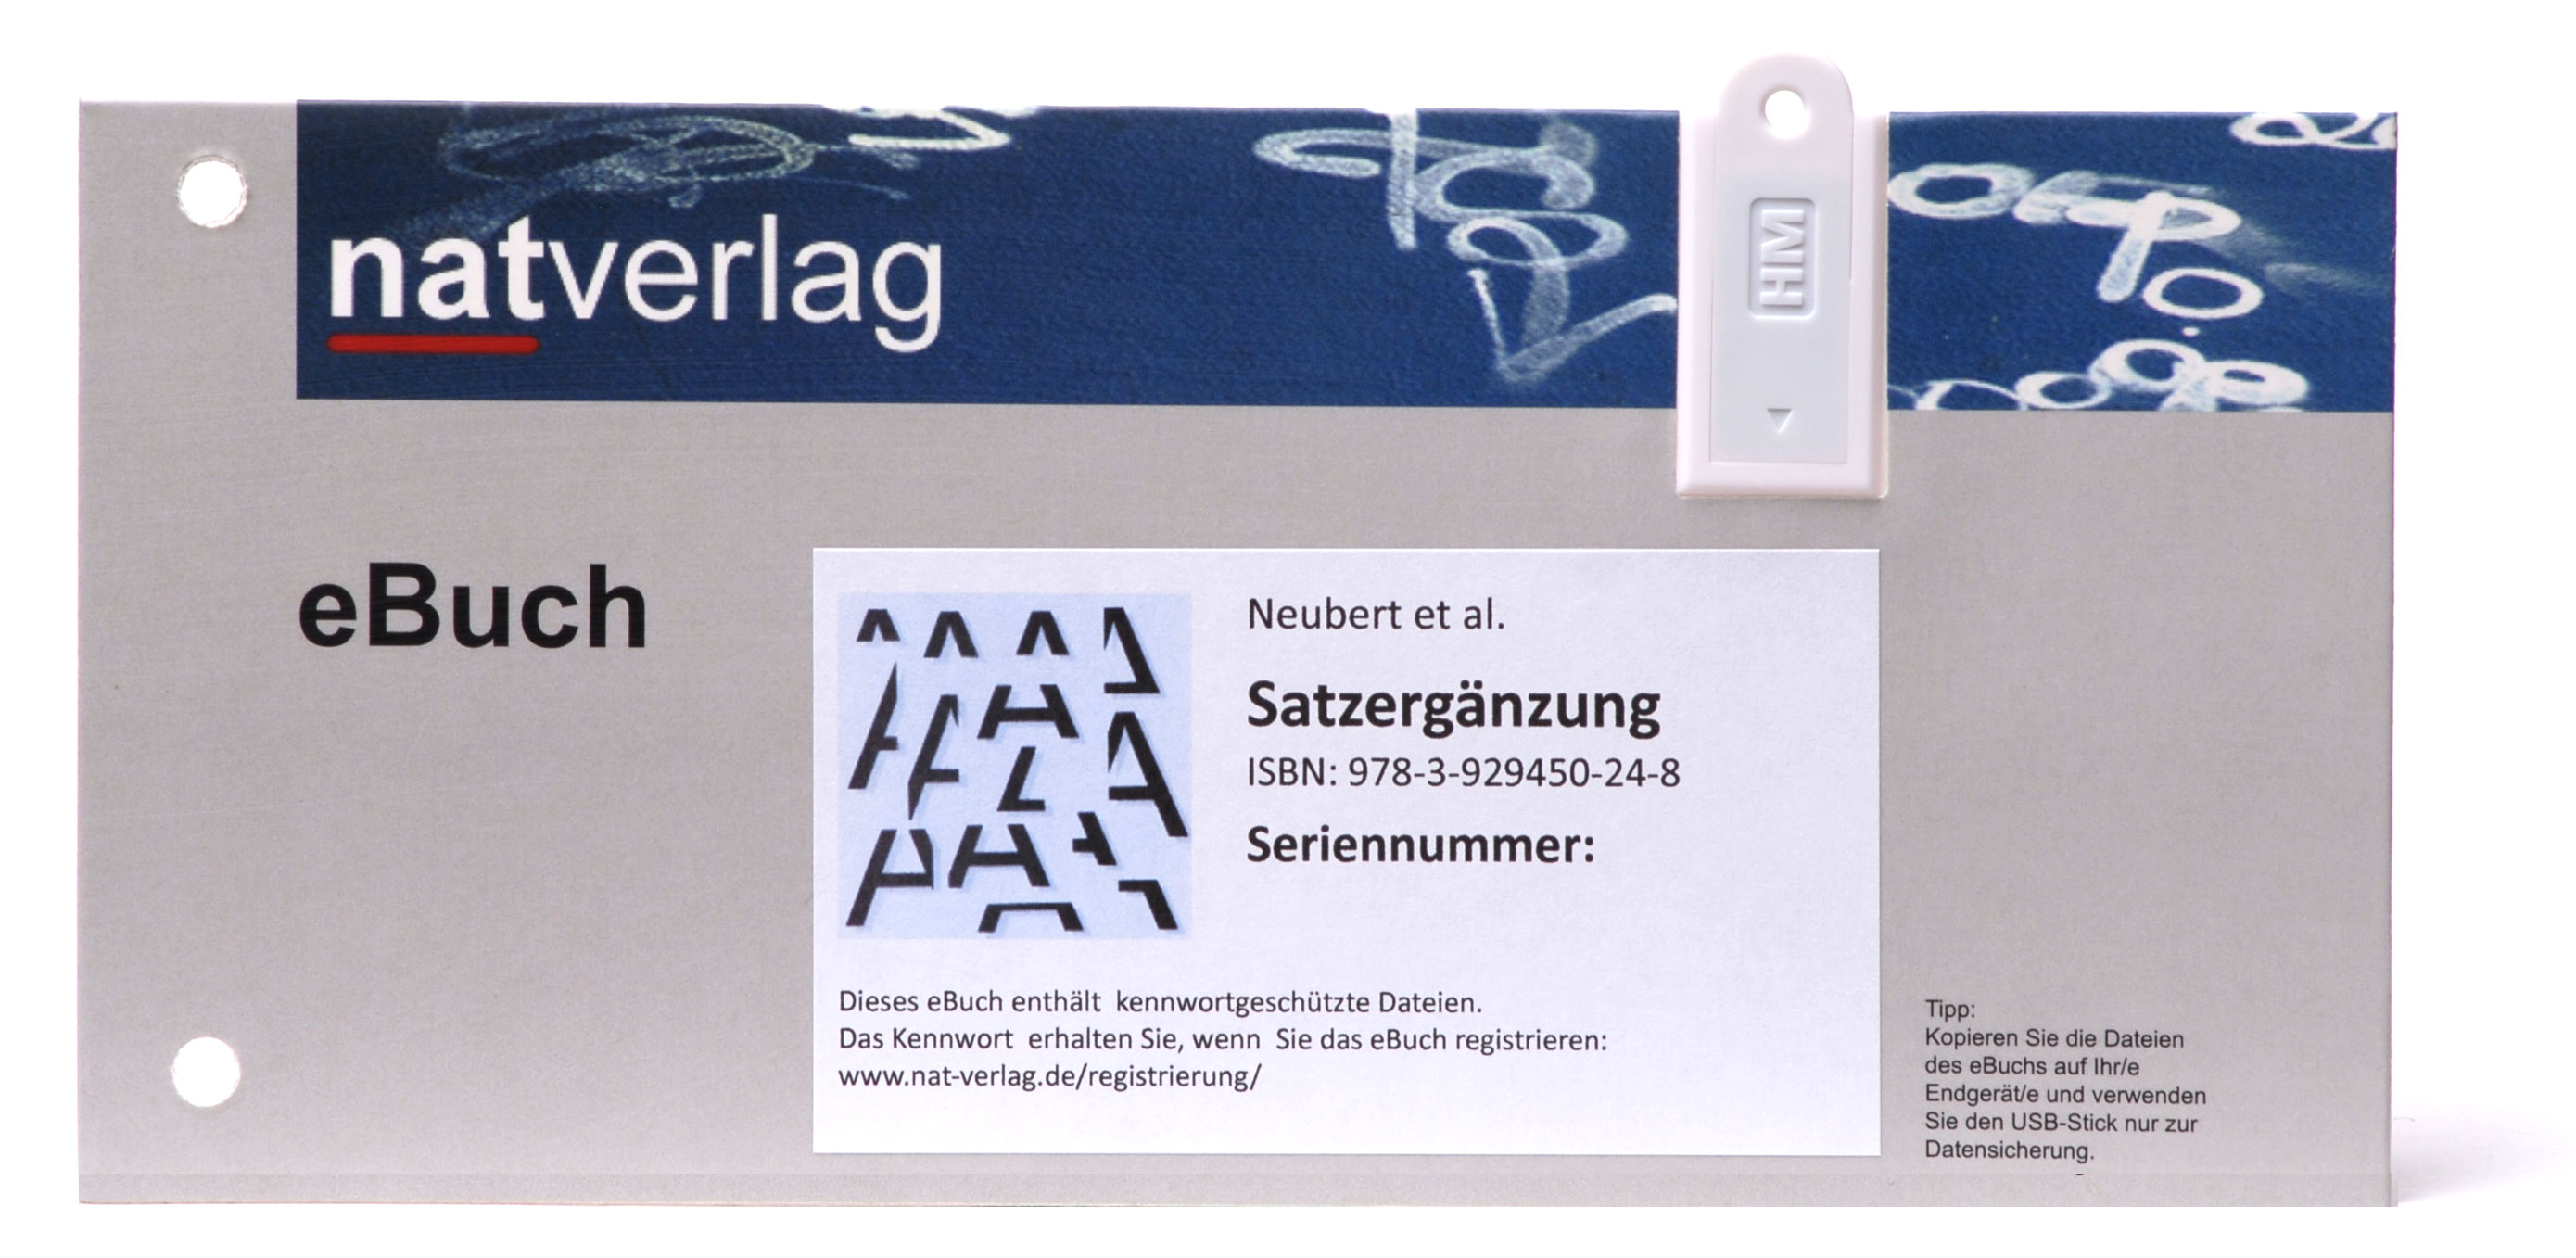 natverlag
HM
eBuch
Neubert et al.
Satzergänzung
ISBN: 978-3-929450-24-8
Seriennummer:
Dieses eBuch enthält kennwortgeschützte Dateien.
Das Kennwort erhalten Sie, wenn Sie das eBuch registrieren:
www.nat-verlag.de/registrierung/
Tipp:
Kopieren Sie die Dateien
des eBuchs auf Ihr/e
Endgerät/e und verwenden
Sie den USB-Stick nur zur
Datensicherung.